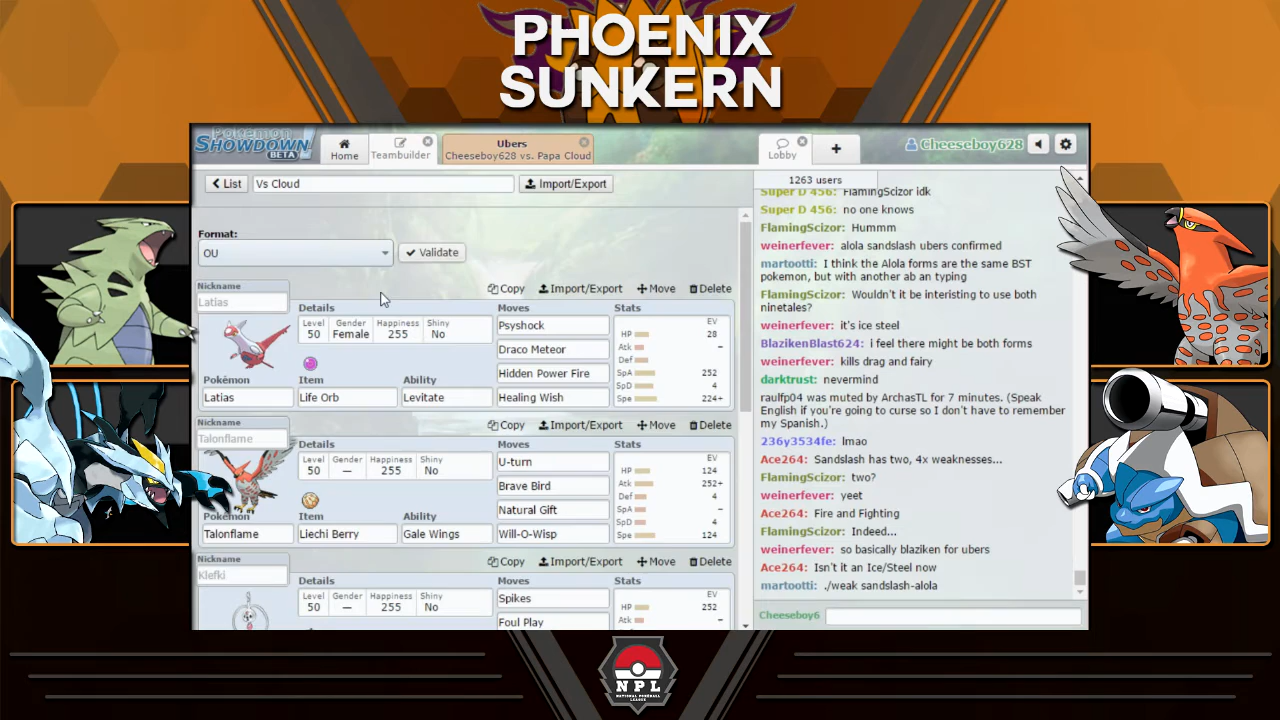 PHOENIX
SUNKERN
Pokémon
SHOWDOWN!
BETA
Home
Teambuilder
Ubers
Cheeseboy628 vs. Papa Cloud
Lobby
+
Cheeseboy628
List
Vs Cloud
Import/Export
Format:
OU
Validate
Nickname
Latias
Copy Import/Export Move Delete
Details
Level Gender Happiness Shiny
50 Female 255 No
Pokémon Item Ability
Latias Life Orb Levitate
Moves
Psyshock
Draco Meteor
Hidden Power Fire
Healing Wish
Stats
EV
HP 28
Atk –
Def
SpA 252
SpD 4
Spe 224+
Nickname
Talonflame
Copy Import/Export Move Delete
Details
Level Gender Happiness Shiny
50 — 255 No
Pokémon Item Ability
Talonflame Liechi Berry Gale Wings
Moves
U-turn
Brave Bird
Natural Gift
Will-O-Wisp
Stats
EV
HP 124
Atk 252+
Def 4
SpA –
SpD 4
Spe 124
Nickname
Klefki
Copy Import/Export Move Delete
Details
Level Gender Happiness Shiny
50 — 255 No
Moves
Spikes
Foul Play
Stats
EV
HP 252
Atk –
1263 users
Super D 456: FlamingScizor idk
Super D 456: no one knows
FlamingScizor: Hummm
weinerfever: alola sandslash ubers confirmed
martootti: I think the Alola forms are the same BST
pokemon, but with another ab an typing
FlamingScizor: Wouldn't it be interisting to use both
ninetales?
weinerfever: it's ice steel
BlazikenBlast624: i feel there might be both forms
weinerfever: kills drag and fairy
darktrust: nevermind
raulfp04 was muted by ArchasTL for 7 minutes. (Speak
English if you're going to curse so I don't have to remember
my Spanish.)
236y3534fe: lmao
Ace264: Sandslash has two, 4x weaknesses...
FlamingScizor: two?
weinerfever: yeet
Ace264: Fire and Fighting
FlamingScizor: Indeed...
weinerfever: so basically blaziken for ubers
Ace264: Isn't it an Ice/Steel now
martootti: ./weak sandslash-alola
Cheeseboy6
NPL
NATIONAL POKÉBALL
LEAGUE